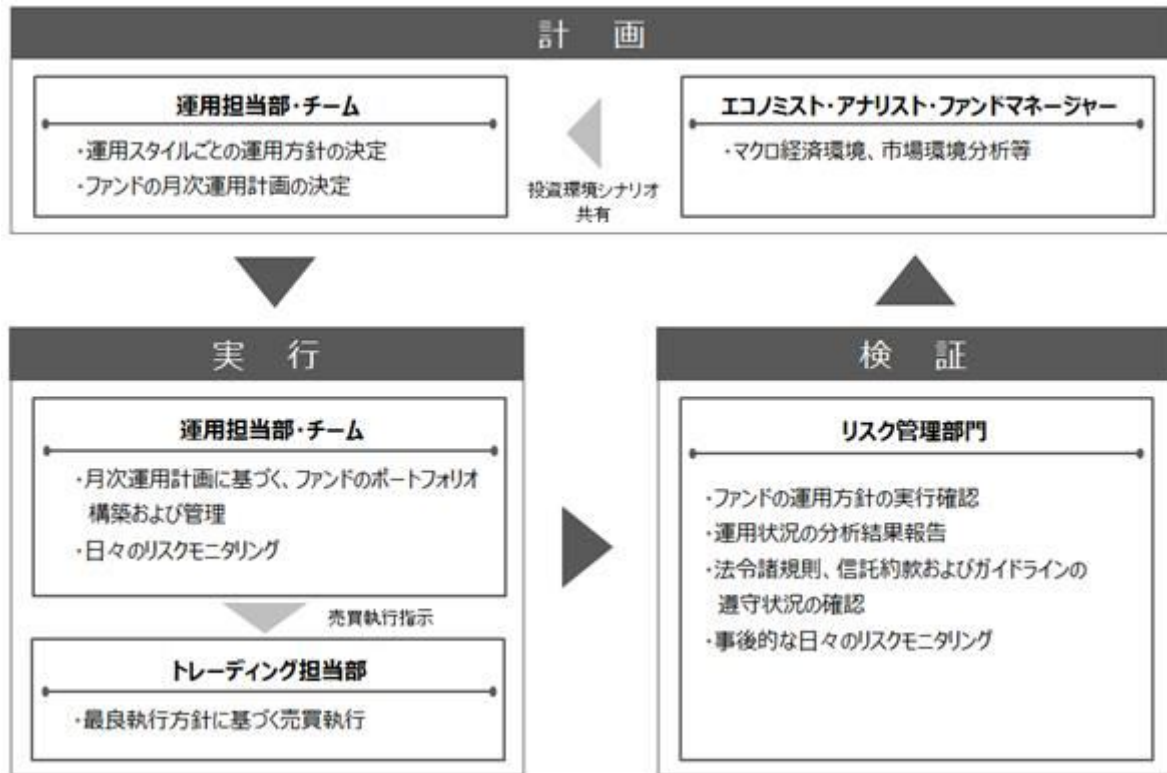 計 画
運用担当部・チーム
・運用スタイルごとの運用方針の決定
・ファンドの月次運用計画の決定
投資環境シナリオ
共有
エコノミスト・アナリスト・ファンドマネージャー
・マクロ経済環境、市場環境分析等
実 行
運用担当部・チーム
・月次運用計画に基づく、ファンドのポートフォリオ
構築および管理
・日々のリスクモニタリング
売買執行指示
トレーディング担当部
・最良執行方針に基づく売買執行
検 証
リスク管理部門
・ファンドの運用方針の実行確認
・運用状況の分析結果報告
・法令諸規則、信託約款およびガイドラインの
遵守状況の確認
・事後的な日々のリスクモニタリング